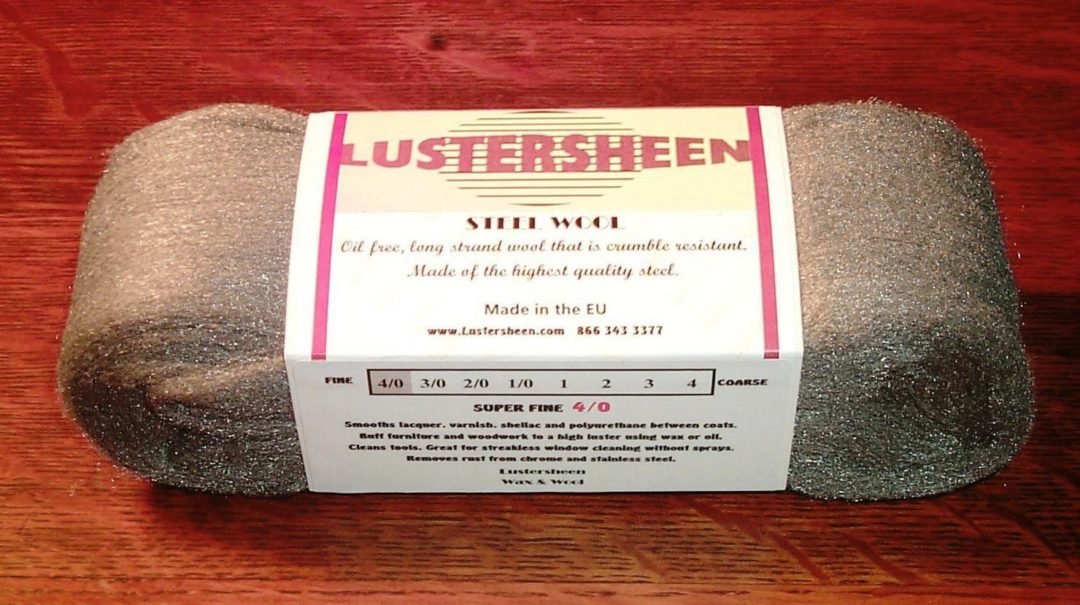 LUSTERSHEEN
STEEL WOOL
Oil free, long strand wool that is crumble resistant.
Made of the highest quality steel.
Made in the EU
www.Lustersheen.com 866 343 3377
FINE 4/0 3/0 2/0 1/0 1 2 3 4 COARSE
SUPER FINE 4/0
Smooths lacquer, varnish, shellac and polyurethane between coats.
Buff furniture and woodwork to a high luster using wax or oil.
Cleans tools. Great for streakless window cleaning without sprays.
Removes rust from chrome and stainless steel.
Lustersheen
Wax & Wool